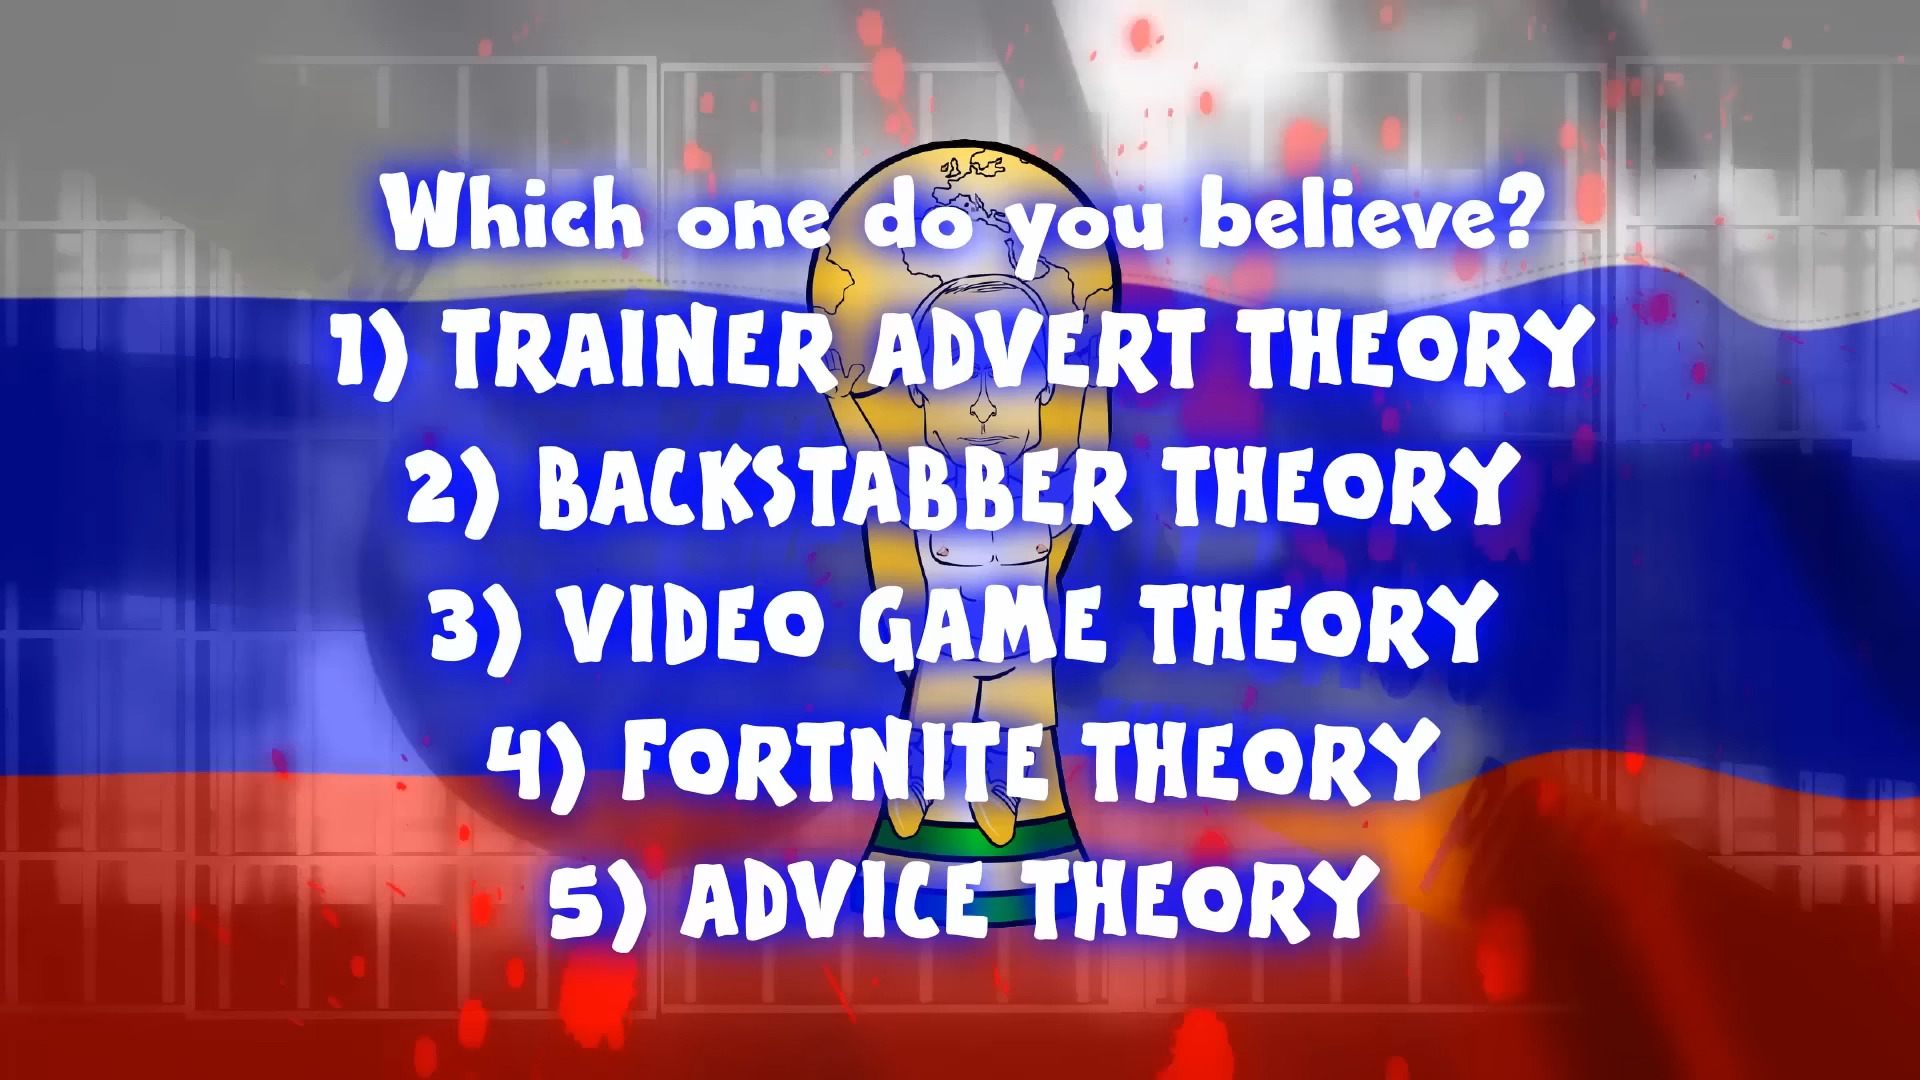 Which one do you believe?
1) TRAINER ADVERT THEORY
2) BACKSTABBER THEORY
3) VIDEO GAME THEORY
4) FORTNITE THEORY
5) ADVICE THEORY